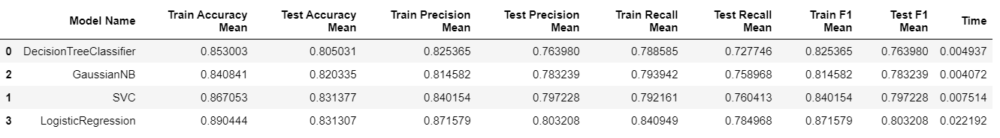 Model Name Train Accuracy Mean Test Accuracy Mean Train Precision Mean Test Precision Mean Train Recall Mean Test Recall Mean Train F1 Mean Test F1 Mean Time
0 DecisionTreeClassifier 0.853003 0.805031 0.825365 0.763980 0.788585 0.727746 0.825365 0.763980 0.004937
2 GaussianNB 0.840841 0.820335 0.814582 0.783239 0.793942 0.758968 0.814582 0.783239 0.004072
1 SVC 0.867053 0.831377 0.840154 0.797228 0.792161 0.760413 0.840154 0.797228 0.007514
3 LogisticRegression 0.890444 0.831307 0.871579 0.803208 0.840949 0.784968 0.871579 0.803208 0.022192